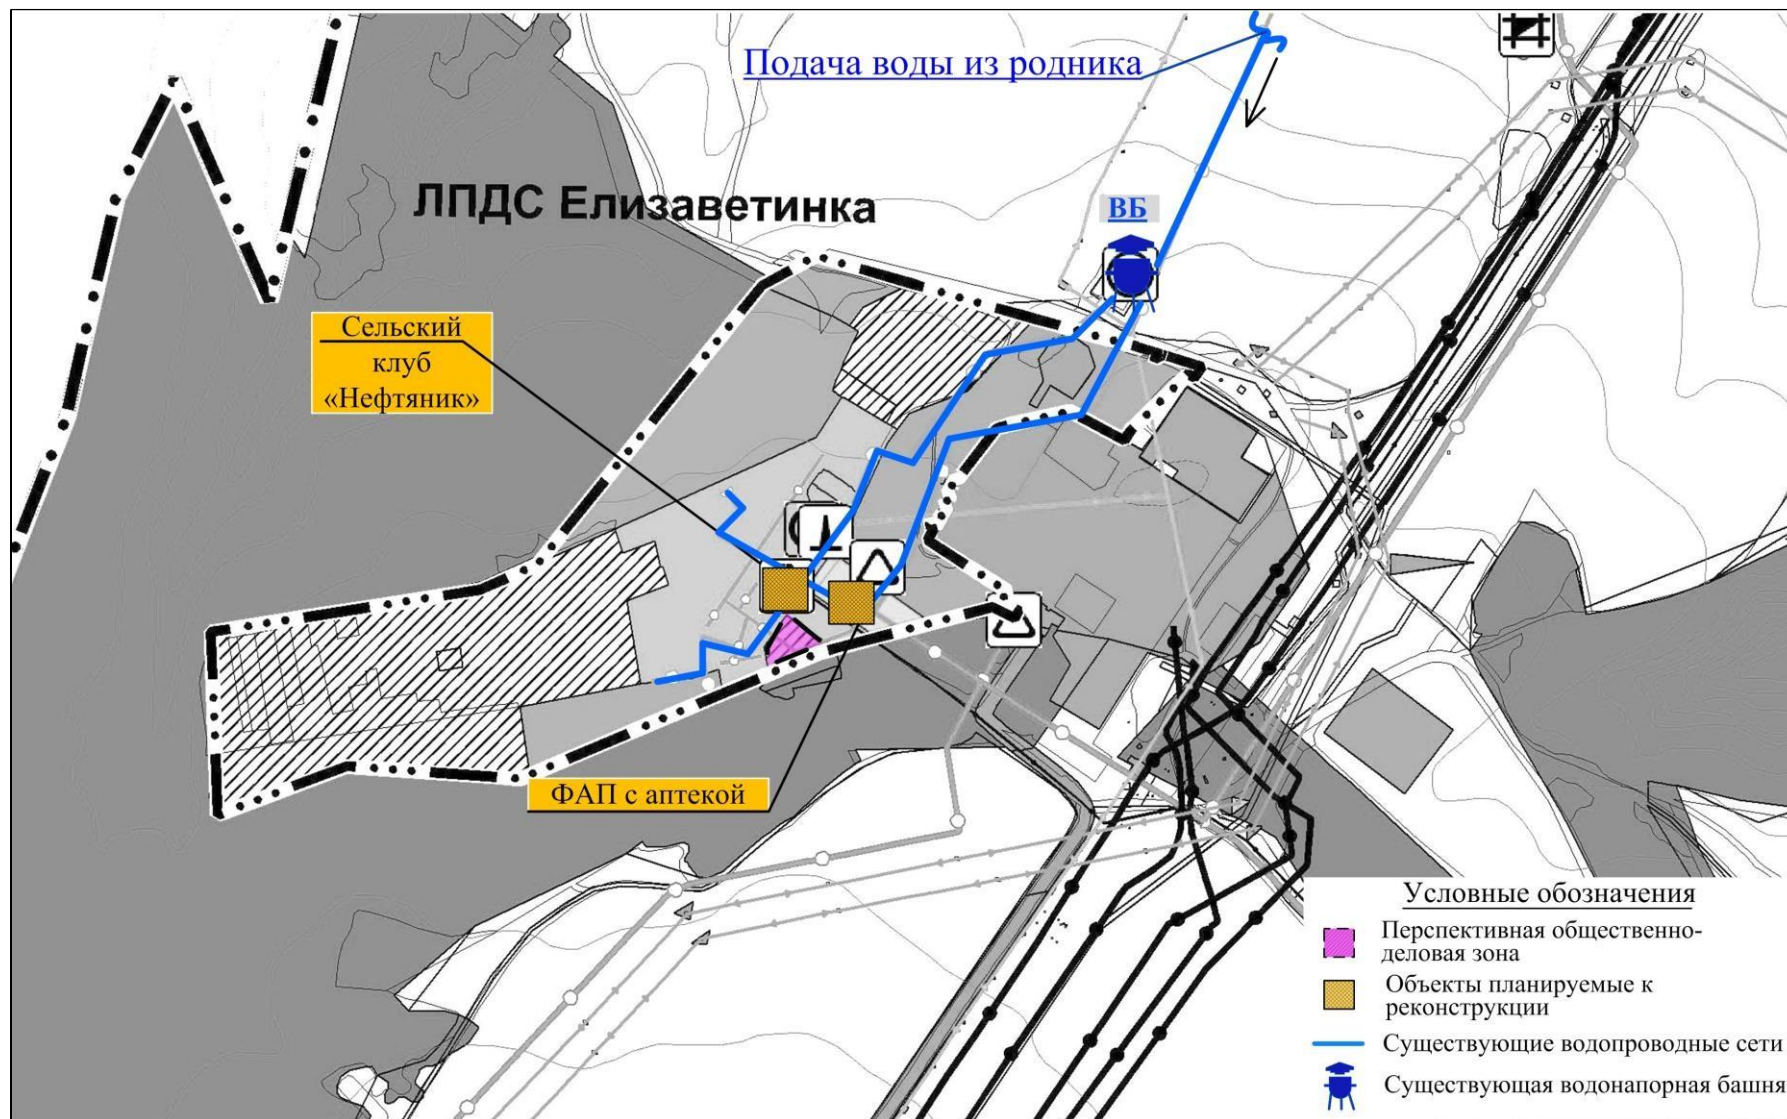 Подача воды из родника
ЛПДС Елизаветинка
ВБ
Сельский
клуб
«Нефтяник»
ФАП с аптекой
Условные обозначения
Перспективная общественно-
деловая зона
Объекты планируемые к
реконструкции
Существующие водопроводные сети
Существующая водонапорная башня